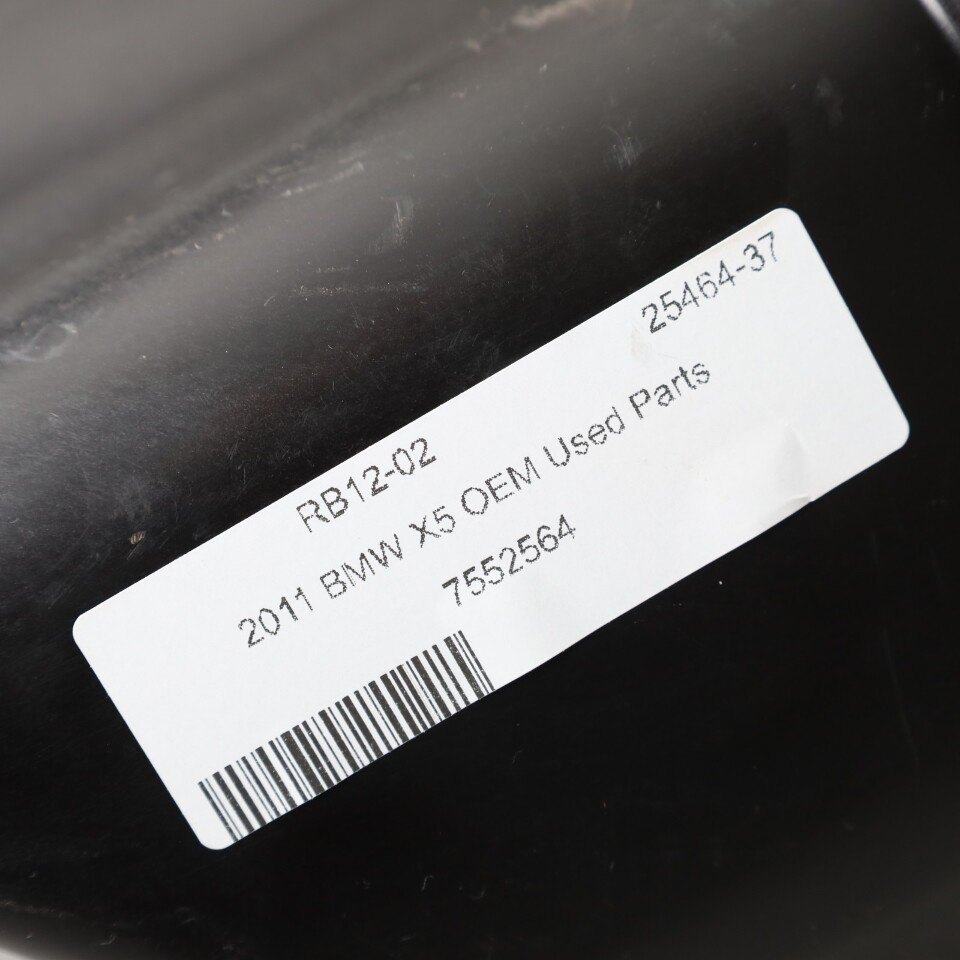 25464-37
RB12-02
2011 BMW X5 OEM Used Parts
7552564